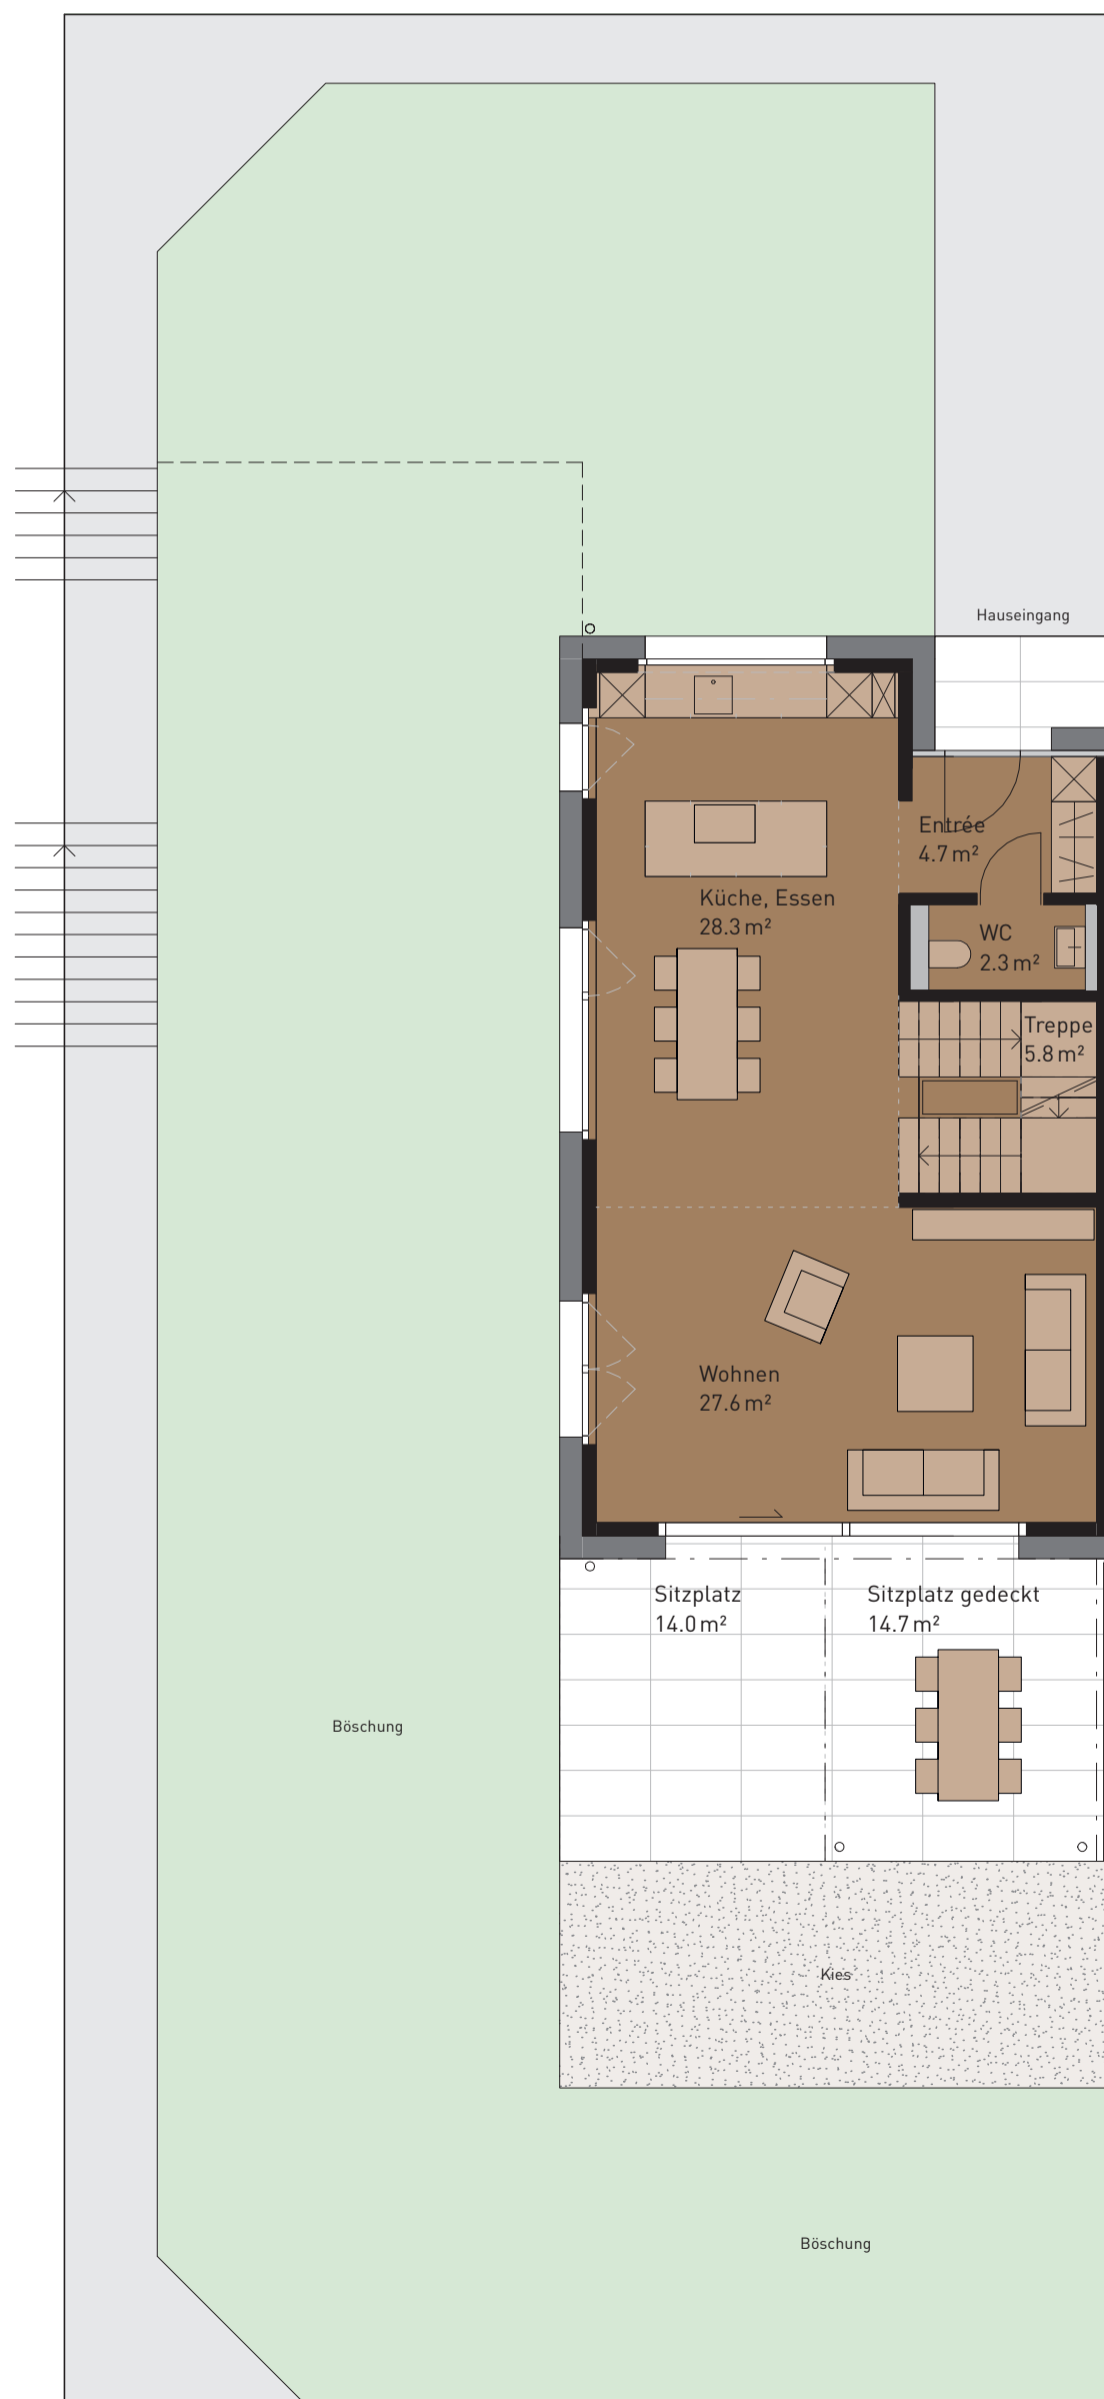 Hauseingang
Entrée
4.7 m²
Küche, Essen
28.3 m²
WC
2.3 m²
Treppe
5.8 m²
Wohnen
27.6 m²
Sitzplatz
14.0 m²
Sitzplatz gedeckt
14.7 m²
Böschung
Kies
Böschung